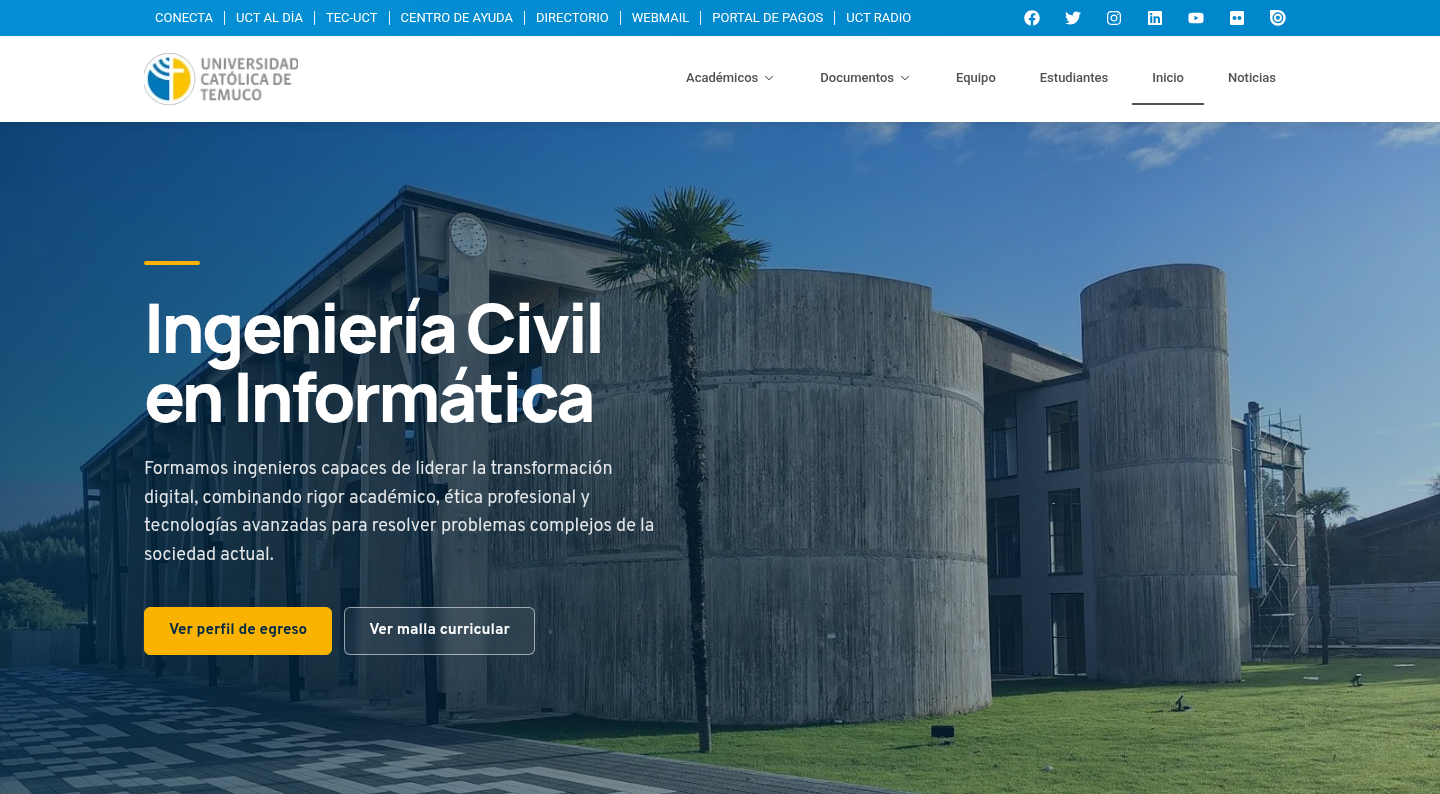 CONECTA
UCT AL DÍA
TEC-UCT
CENTRO DE AYUDA
DIRECTORIO
WEBMAIL
PORTAL DE PAGOS
UCT RADIO
UNIVERSIDAD
CATÓLICA DE
TEMUCO
Académicos
Documentos
Equipo
Estudiantes
Inicio
Noticias
Ingeniería Civil
en Informática
Formamos ingenieros capaces de liderar la transformación
digital, combinando rigor académico, ética profesional y
tecnologías avanzadas para resolver problemas complejos de la
sociedad actual.
Ver perfil de egreso
Ver malla curricular